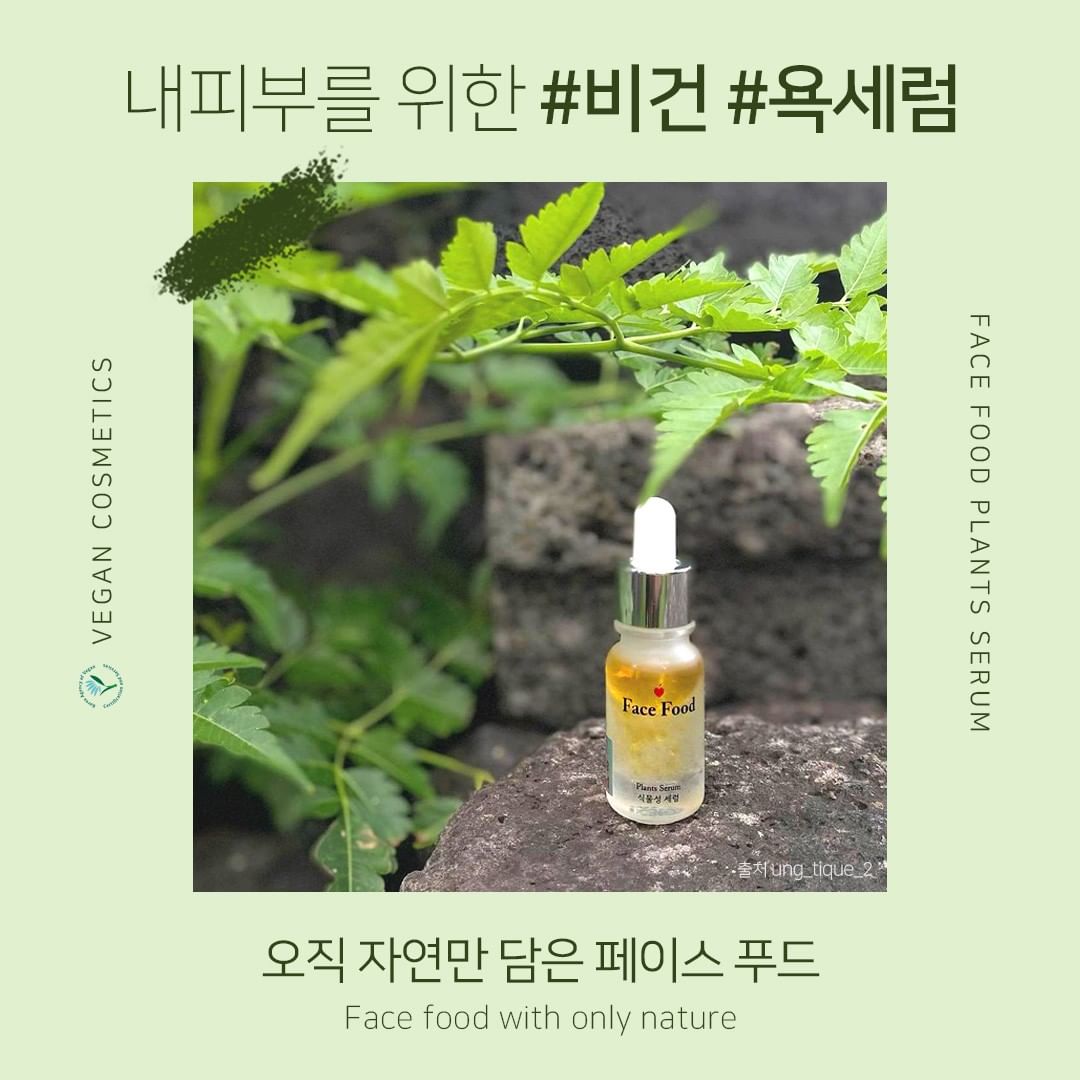 내피부를 위한 #비건 #욕세럼
VEGAN COSMETICS
FACE FOOD PLANTS SERUM
Face Food
Plants Serum
식물성 세럼
출처 ung_tique_2
오직 자연만 담은 페이스 푸드
Face food with only nature